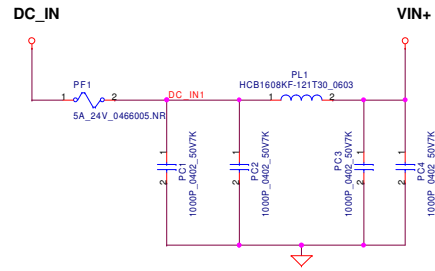 DC_IN
VIN+
PF1
1
2
5A_24V_0466005.NR
DC_IN1
PL1
HCB1608KF-121T30_0603
1
2
1
2
PC1
1000P_0402_50V7K
1
2
PC2
1000P_0402_50V7K
1
2
PC3
1000P_0402_50V7K
1
2
PC4
1000P_0402_50V7K